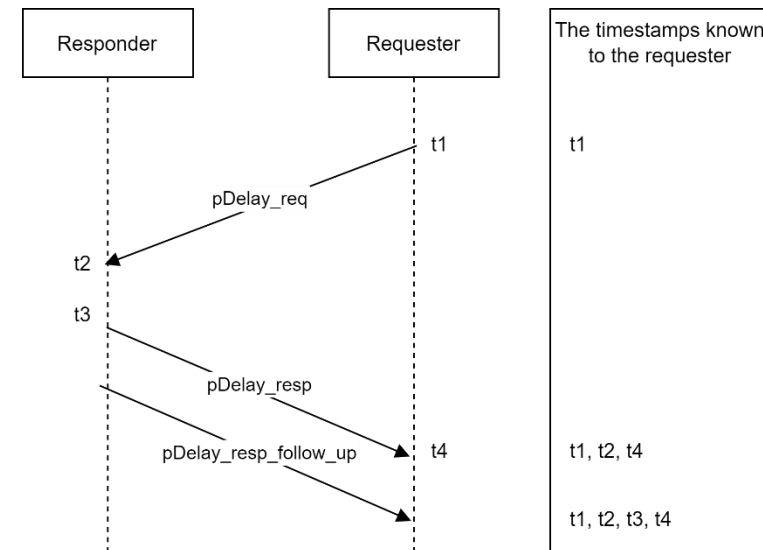 Responder
Requester
The timestamps known
to the requester
t1
t1
pDelay_req
t2
t3
pDelay_resp
pDelay_resp_follow_up
t4
t1, t2, t4
t1, t2, t3, t4